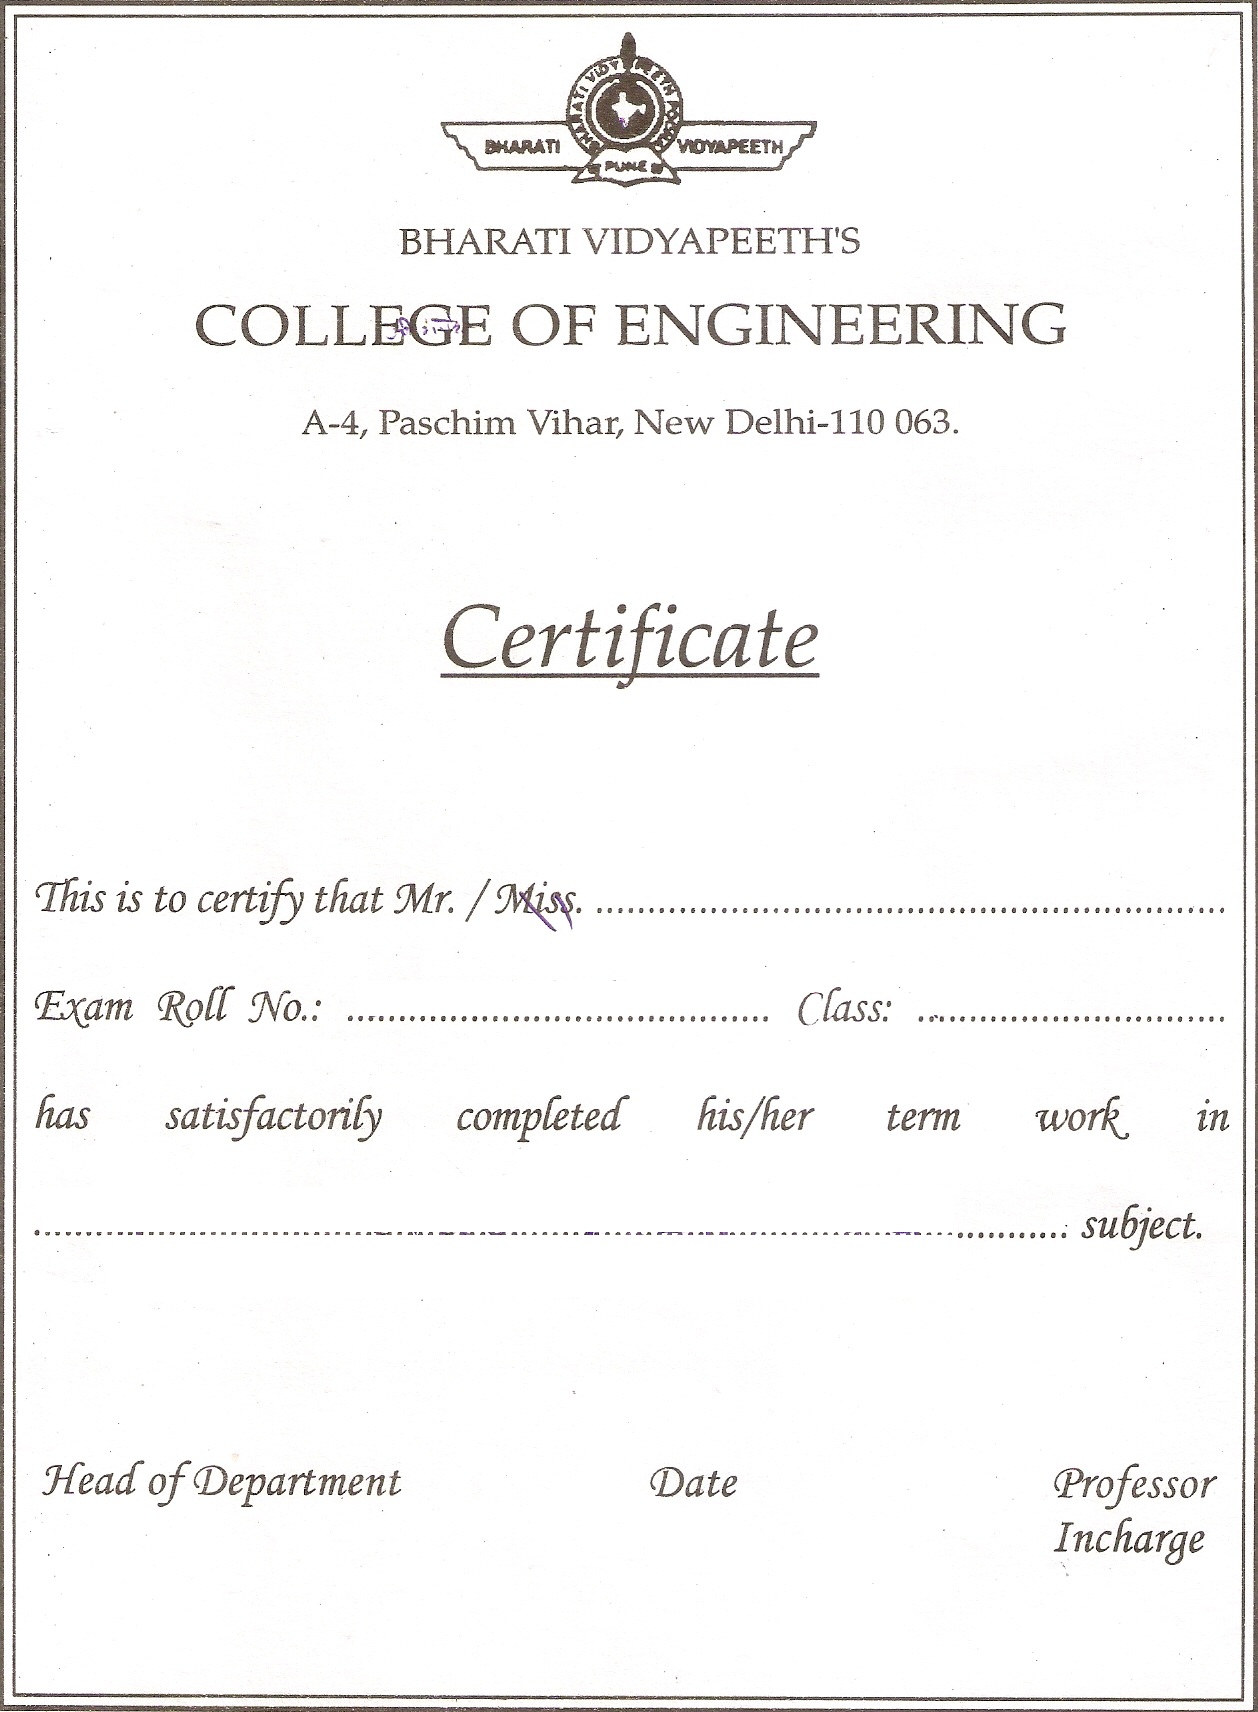 BHARATI VIDYAPEETH POONA
BHARATI VIDYAPEETH
PUNE
BHARATI VIDYAPEETH'S
COLLEGE OF ENGINEERING
A-4, Paschim Vihar, New Delhi-110 063.
Certificate
This is to certify that Mr. / Miss. ..............................................................
Exam Roll No.: .......................................... Class: ...............................
has satisfactorily completed his/her term work in
....................................................................................................... subject.
Head of Department Date Professor
Incharge